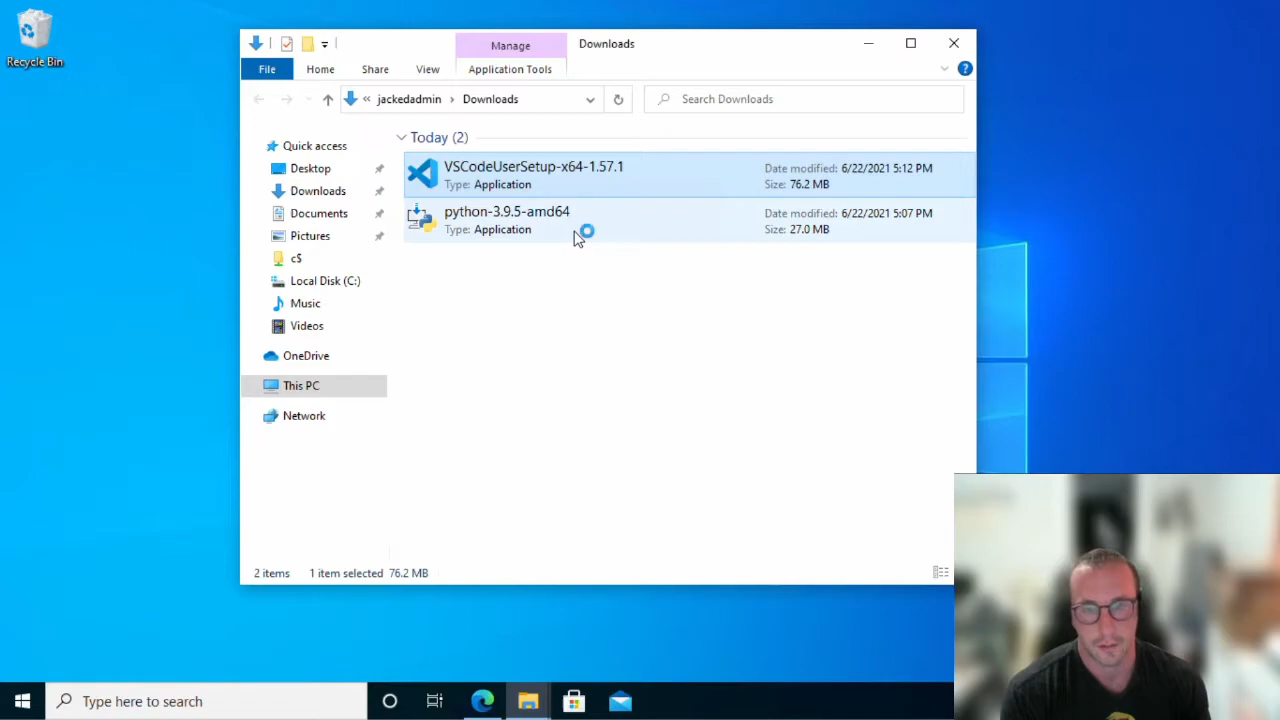 Recycle Bin
Manage
Downloads
File
Home
Share
View
Application Tools
« jackedadmin > Downloads
Search Downloads
Quick access
Desktop
Downloads
Documents
Pictures
c$
Local Disk (C:)
Music
Videos
OneDrive
This PC
Network
Today (2)
VSCodeUserSetup-x64-1.57.1
Type: Application
Date modified: 6/22/2021 5:12 PM
Size: 76.2 MB
python-3.9.5-amd64
Type: Application
Date modified: 6/22/2021 5:07 PM
Size: 27.0 MB
2 items
1 item selected 76.2 MB
Type here to search